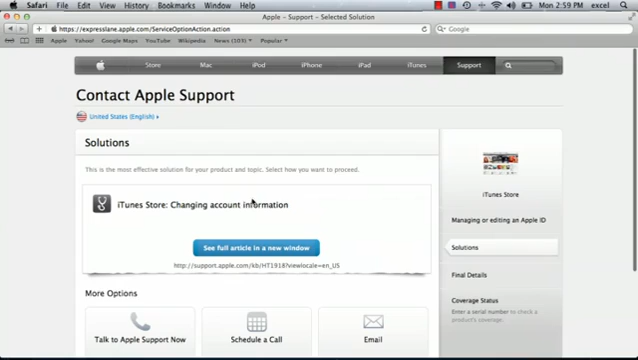 Safari File Edit View History Bookmarks Window Help Mon 2:59 PM excel
Apple - Support - Selected Solution
https://expresslane.apple.com/ServiceOptionAction.action
Google
Apple Yahoo! Google Maps YouTube Wikipedia News (103) Popular
Store Mac iPod iPhone iPad iTunes Support
Contact Apple Support
United States (English)
Solutions
This is the most effective solution for your product and topic. Select how you want to proceed.
iTunes Store: Changing account information
See full article in a new window
http://support.apple.com/kb/HT1918?viewlocale=en_US
More Options
Talk to Apple Support Now
Schedule a Call
Email
iTunes Store
Managing or editing an Apple ID
Solutions
Final Details
Coverage Status
Enter a serial number to check a
product's coverage.